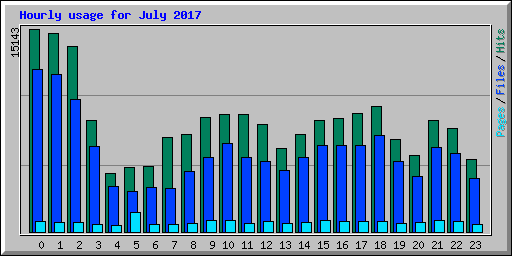 Hourly usage for July 2017
15143
Pages/Files/Hits
0 1 2 3 4 5 6 7 8 9 10 11 12 13 14 15 16 17 18 19 20 21 22 23